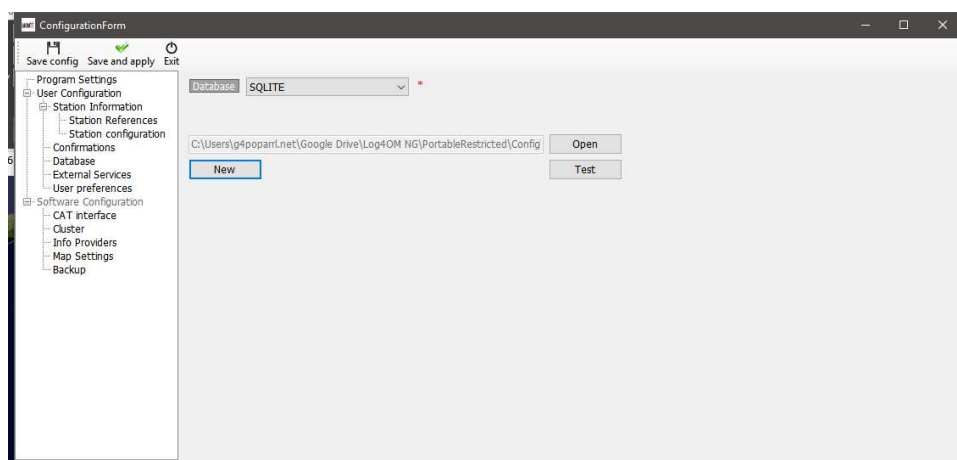 ConfigurationForm
Save config Save and apply Exit
Program Settings
User Configuration
Station Information
Station References
Station configuration
Confirmations
Database
External Services
User preferences
Software Configuration
CAT interface
Cluster
Info Providers
Map Settings
Backup
Database SQLITE *
C:\Users\g4poparrl.net\Google Drive\Log4OM NG\PortableRestricted\Config Open
New Test